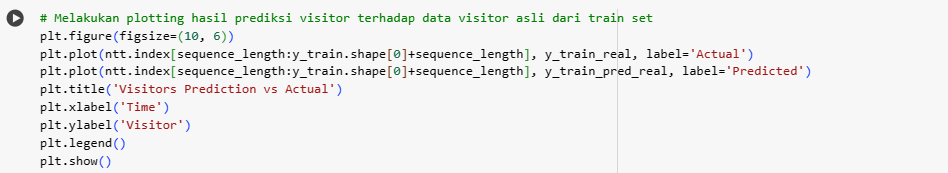 # Melakukan plotting hasil prediksi visitor terhadap data visitor asli dari train set
plt.figure(figsize=(10, 6))
plt.plot(ntt.index[sequence_length:y_train.shape[0]+sequence_length], y_train_real, label='Actual')
plt.plot(ntt.index[sequence_length:y_train.shape[0]+sequence_length], y_train_pred_real, label='Predicted')
plt.title('Visitors Prediction vs Actual')
plt.xlabel('Time')
plt.ylabel('Visitor')
plt.legend()
plt.show()